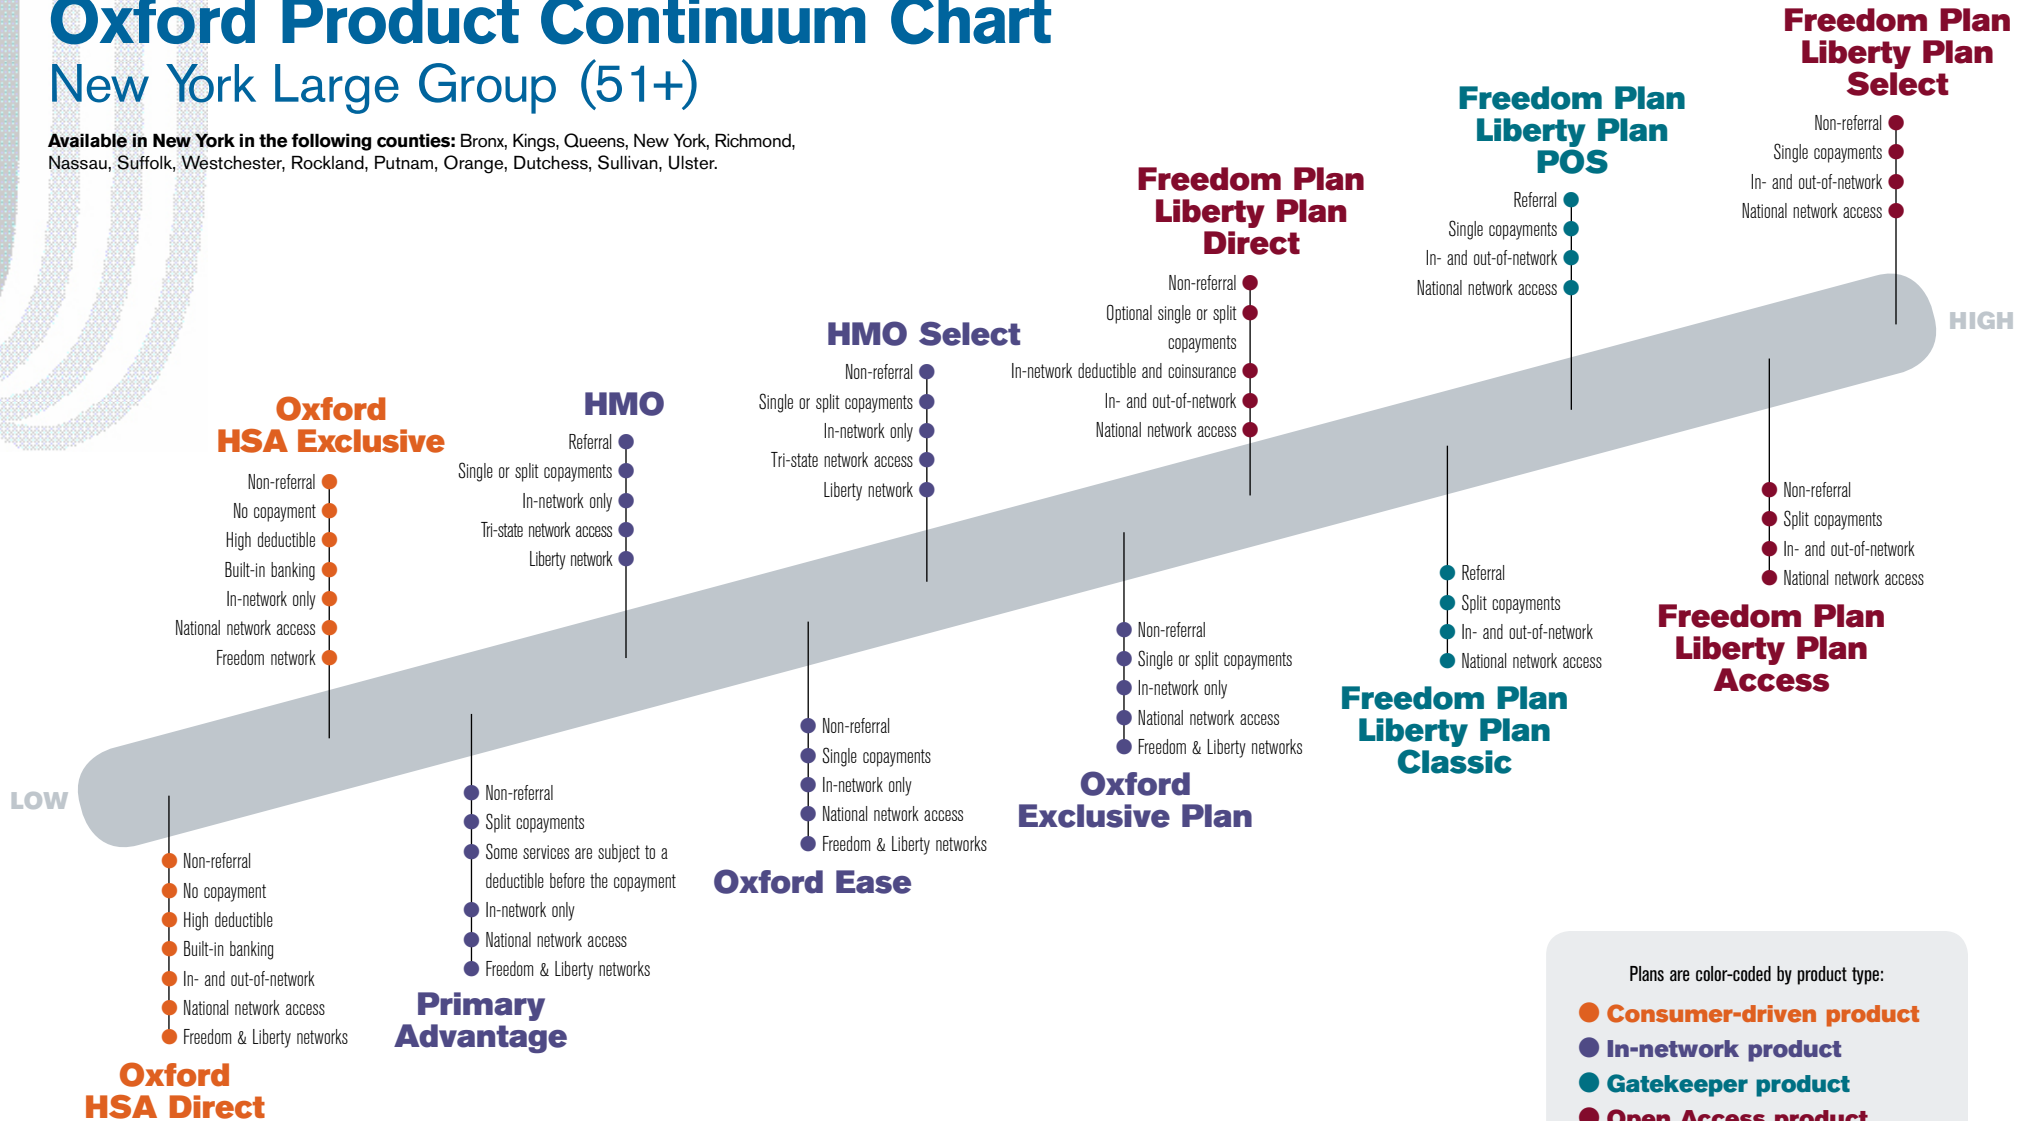 Oxford Product Continuum Chart
New York Large Group (51+)
Available in New York in the following counties: Bronx, Kings, Queens, New York, Richmond,
Nassau, Suffolk, Westchester, Rockland, Putnam, Orange, Dutchess, Sullivan, Ulster.
LOW
Oxford
HSA Exclusive
Non-referral
No copayment
High deductible
Built-in banking
In-network only
National network access
Freedom network
HMO
Referral
Single or split copayments
In-network only
Tri-state network access
Liberty network
HMO Select
Non-referral
Single or split copayments
In-network only
Tri-state network access
Liberty network
Freedom Plan
Liberty Plan
Direct
Non-referral
Optional single or split
copayments
In-network deductible and coinsurance
In- and out-of-network
National network access
Freedom Plan
Liberty Plan
POS
Referral
Single copayments
In- and out-of-network
National network access
Freedom Plan
Liberty Plan
Select
Non-referral
Single copayments
In- and out-of-network
National network access
HIGH
Non-referral
No copayment
High deductible
Built-in banking
In- and out-of-network
National network access
Freedom & Liberty networks
Oxford
HSA Direct
Non-referral
Split copayments
Some services are subject to a
deductible before the copayment
In-network only
National network access
Freedom & Liberty networks
Primary
Advantage
Non-referral
Single copayments
In-network only
National network access
Freedom & Liberty networks
Oxford Ease
Non-referral
Single or split copayments
In-network only
National network access
Freedom & Liberty networks
Oxford
Exclusive Plan
Referral
Split copayments
In- and out-of-network
National network access
Freedom Plan
Liberty Plan
Classic
Non-referral
Split copayments
In- and out-of-network
National network access
Freedom Plan
Liberty Plan
Access
Plans are color-coded by product type:
Consumer-driven product
In-network product
Gatekeeper product
Open Access product